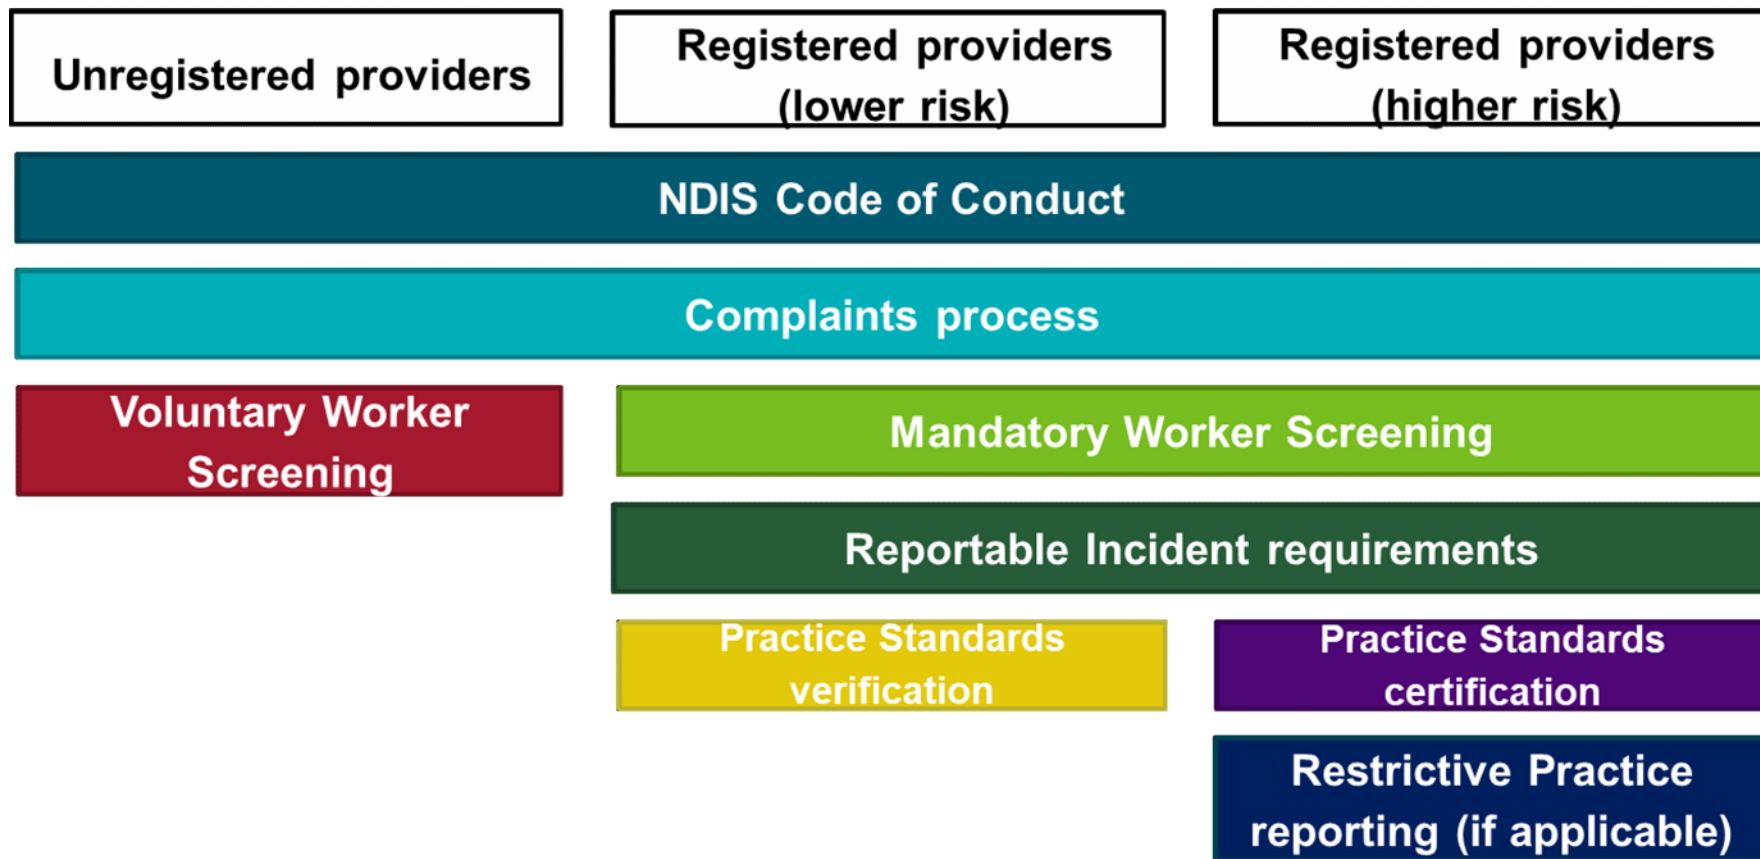 Unregistered providers
Registered providers
(lower risk)
Registered providers
(higher risk)
NDIS Code of Conduct
Complaints process
Voluntary Worker
Screening
Mandatory Worker Screening
Reportable Incident requirements
Practice Standards
verification
Practice Standards
certification
Restrictive Practice
reporting (if applicable)